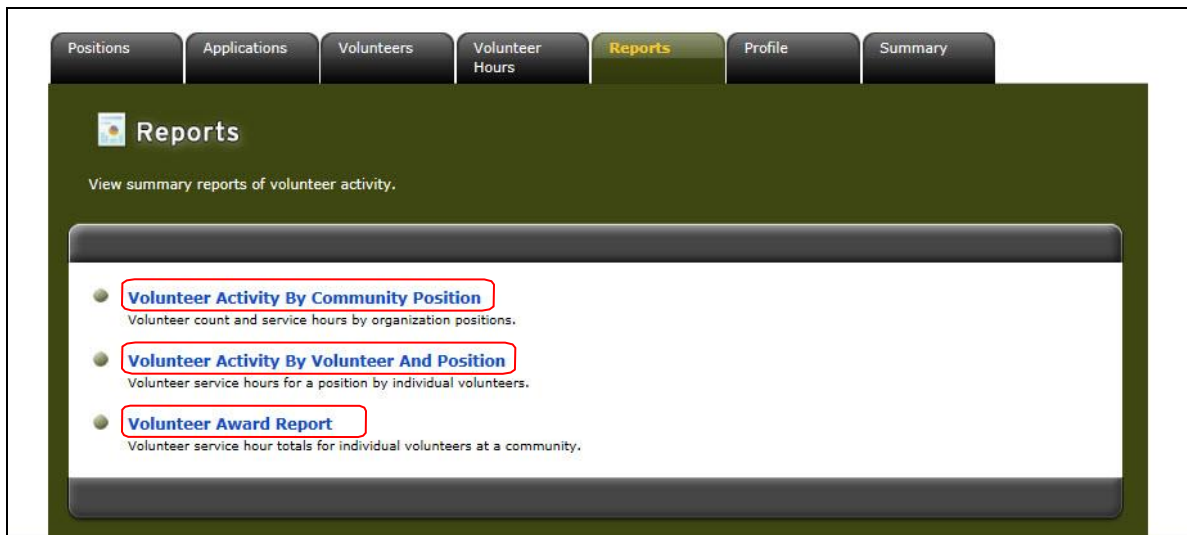 Positions Applications Volunteers Volunteer Hours Reports Profile Summary
Reports
View summary reports of volunteer activity.
Volunteer Activity By Community Position
Volunteer count and service hours by organization positions.
Volunteer Activity By Volunteer And Position
Volunteer service hours for a position by individual volunteers.
Volunteer Award Report
Volunteer service hour totals for individual volunteers at a community.